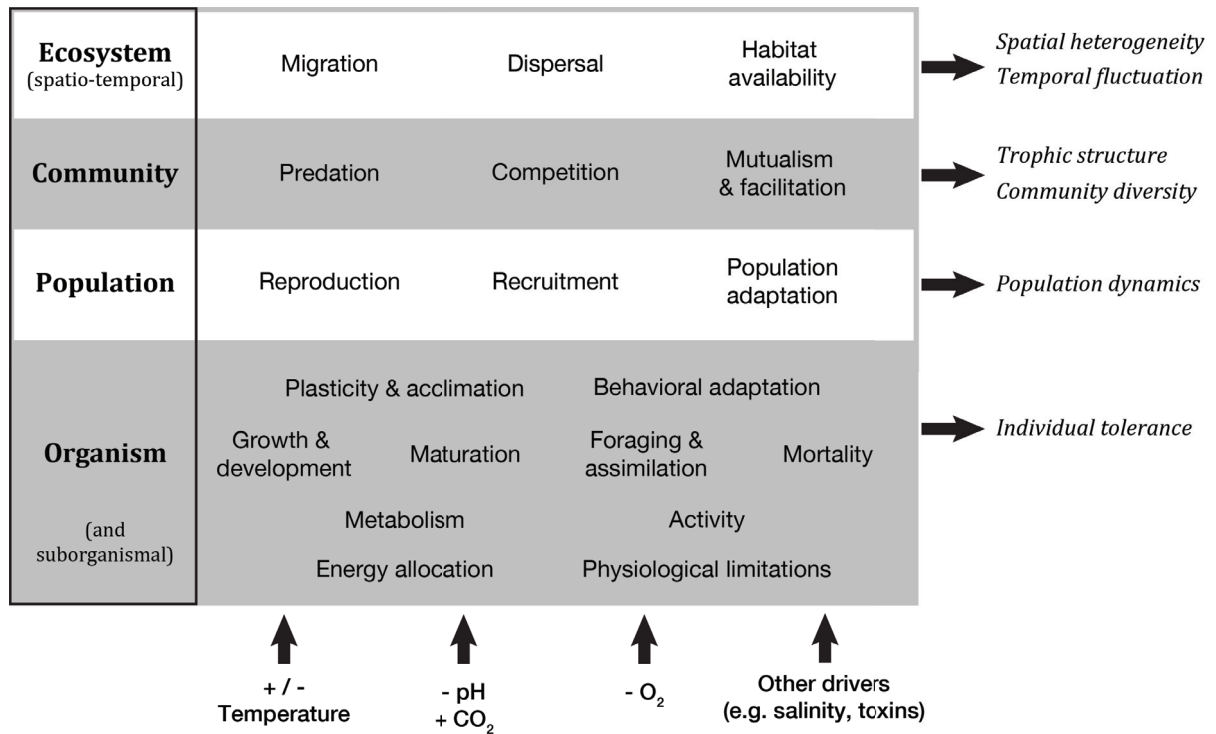 Ecosystem
(spatio-temporal)
Migration
Dispersal
Habitat
availability
Spatial heterogeneity
Temporal fluctuation
Community
Predation
Competition
Mutualism
& facilitation
Trophic structure
Community diversity
Population
Reproduction
Recruitment
Population
adaptation
Population dynamics
Organism
(and
suborganismal)
Plasticity & acclimation
Behavioral adaptation
Growth &
development
Maturation
Foraging &
assimilation
Mortality
Metabolism
Activity
Energy allocation
Physiological limitations
Individual tolerance
+ / -
Temperature
- pH
+ CO₂
- O₂
Other drivers
(e.g. salinity, toxins)